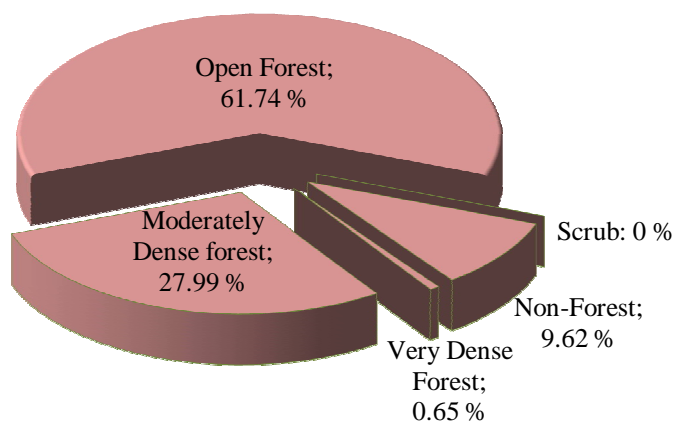 Open Forest;
61.74 %
Moderately
Dense forest;
27.99 %
Scrub: 0 %
Non-Forest;
9.62 %
Very Dense
Forest;
0.65 %